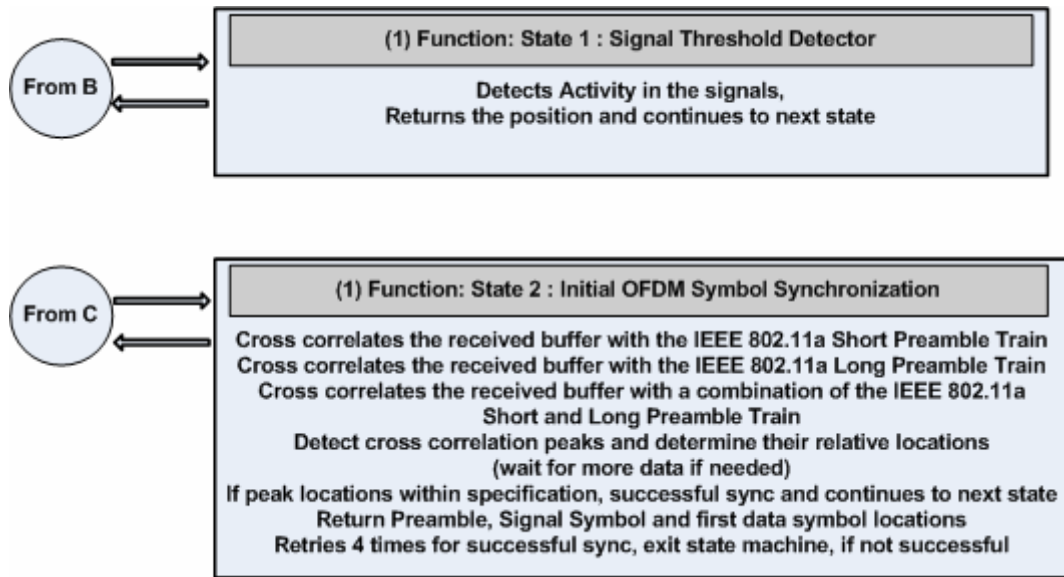 From B
(1) Function: State 1 : Signal Threshold Detector
Detects Activity in the signals,
Returns the position and continues to next state
From C
(1) Function: State 2 : Initial OFDM Symbol Synchronization
Cross correlates the received buffer with the IEEE 802.11a Short Preamble Train
Cross correlates the received buffer with the IEEE 802.11a Long Preamble Train
Cross correlates the received buffer with a combination of the IEEE 802.11a
Short and Long Preamble Train
Detect cross correlation peaks and determine their relative locations
(wait for more data if needed)
If peak locations within specification, successful sync and continues to next state
Return Preamble, Signal Symbol and first data symbol locations
Retries 4 times for successful sync, exit state machine, if not successful